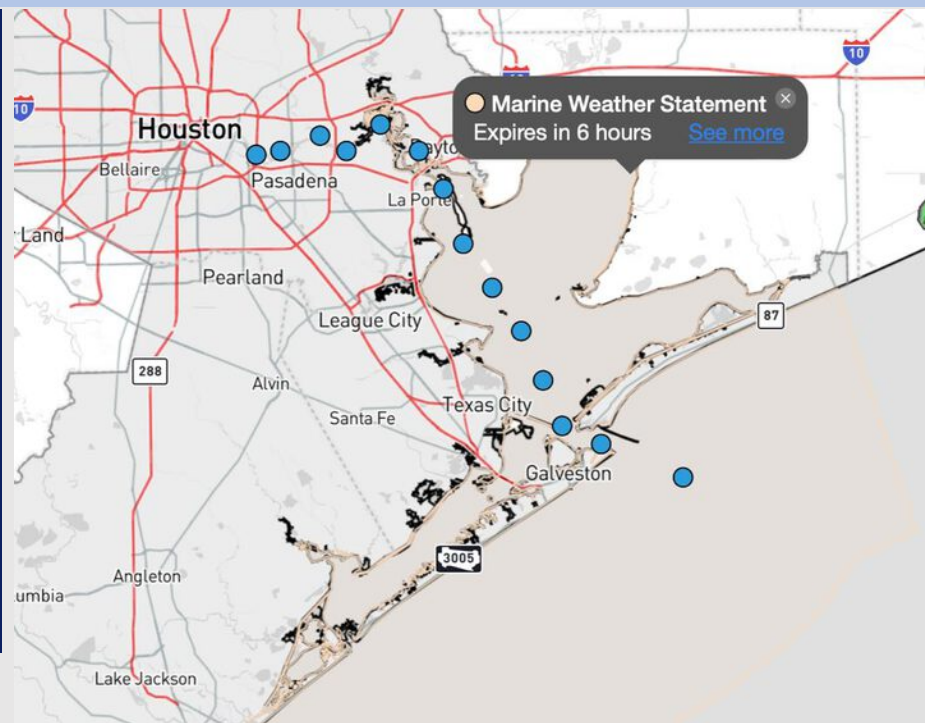 10
10
Marine Weather Statement
Expires in 6 hours See more
10
Houston
Bellaire
Pasadena
La Porte
Land
Pearland
87
League City
288
Alvin
Texas City
Santa Fe
Galveston
3005
Angleton
umbia
Lake Jackson